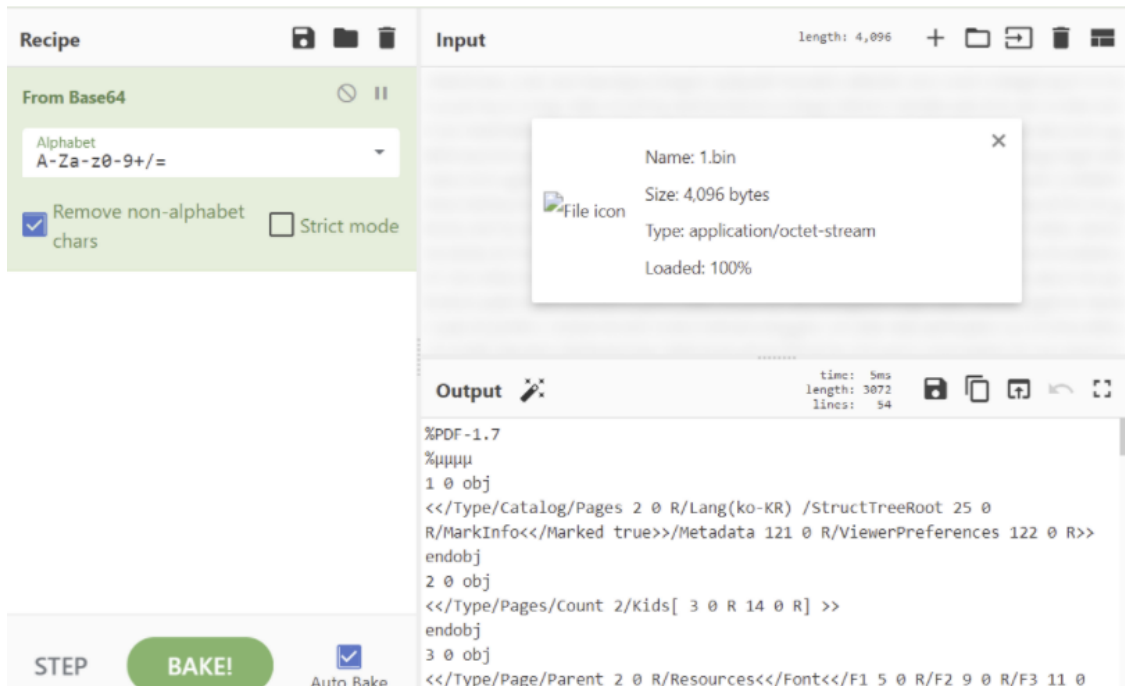 Recipe
From Base64
Alphabet
A-Za-z0-9+/=
Remove non-alphabet
chars
Strict mode
STEP
BAKE!
Auto Bake
Input
length: 4,096
Name: 1.bin
Size: 4,096 bytes
Type: application/octet-stream
Loaded: 100%
File icon
Output
time: 5ms
length: 3072
lines: 54
%PDF-1.7
%µµµµ
1 0 obj
<</Type/Catalog/Pages 2 0 R/Lang(ko-KR) /StructTreeRoot 25 0
R/MarkInfo<</Marked true>>/Metadata 121 0 R/ViewerPreferences 122 0 R>>
endobj
2 0 obj
<</Type/Pages/Count 2/Kids[ 3 0 R 14 0 R] >>
endobj
3 0 obj
<</Type/Page/Parent 2 0 R/Resources<</Font<</F1 5 0 R/F2 9 0 R/F3 11 0